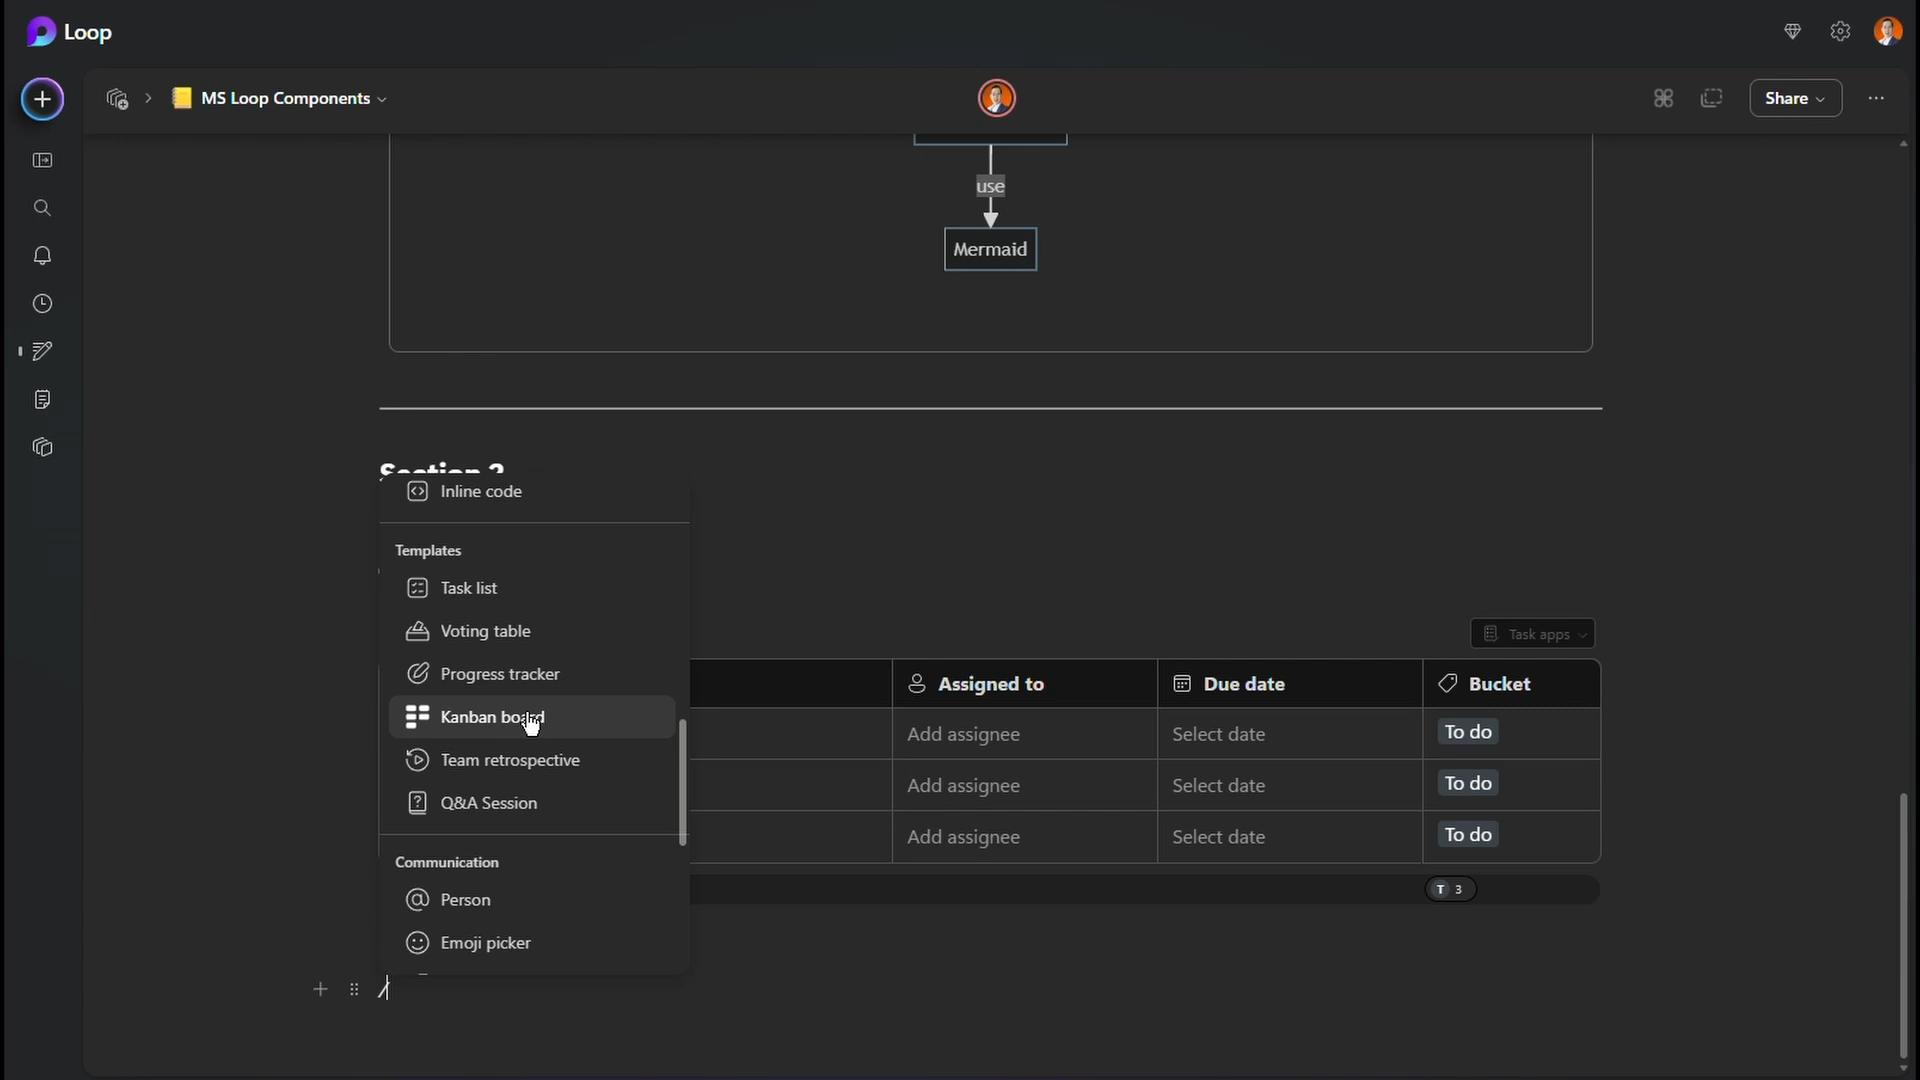 Loop
MS Loop Components
Share
use
Mermaid
Section 2
Inline code
Templates
Task list
Voting table
Progress tracker
Kanban board
Team retrospective
Q&A Session
Communication
Person
Emoji picker
Task apps
Assigned to Due date Bucket
Add assignee Select date To do
Add assignee Select date To do
Add assignee Select date To do
T 3
/